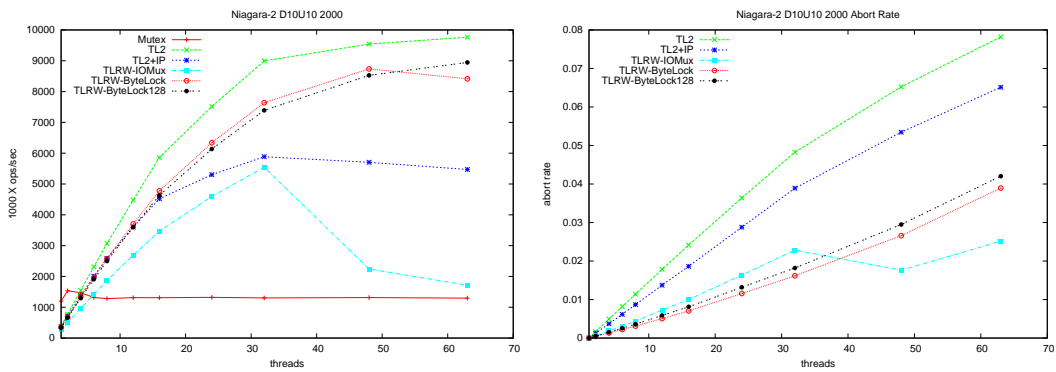 Niagara-2 D10U10 2000
1000 X ops/sec
10000
9000
8000
7000
6000
5000
4000
3000
2000
1000
0
Mutex
TL2
TL2+IP
TLRW-IOMux
TLRW-ByteLock
TLRW-ByteLock128
10 20 30 40 50 60 70
threads
Niagara-2 D10U10 2000 Abort Rate
abort rate
0.08
0.07
0.06
0.05
0.04
0.03
0.02
0.01
0
TL2
TL2+IP
TLRW-IOMux
TLRW-ByteLock
TLRW-ByteLock128
10 20 30 40 50 60 70
threads